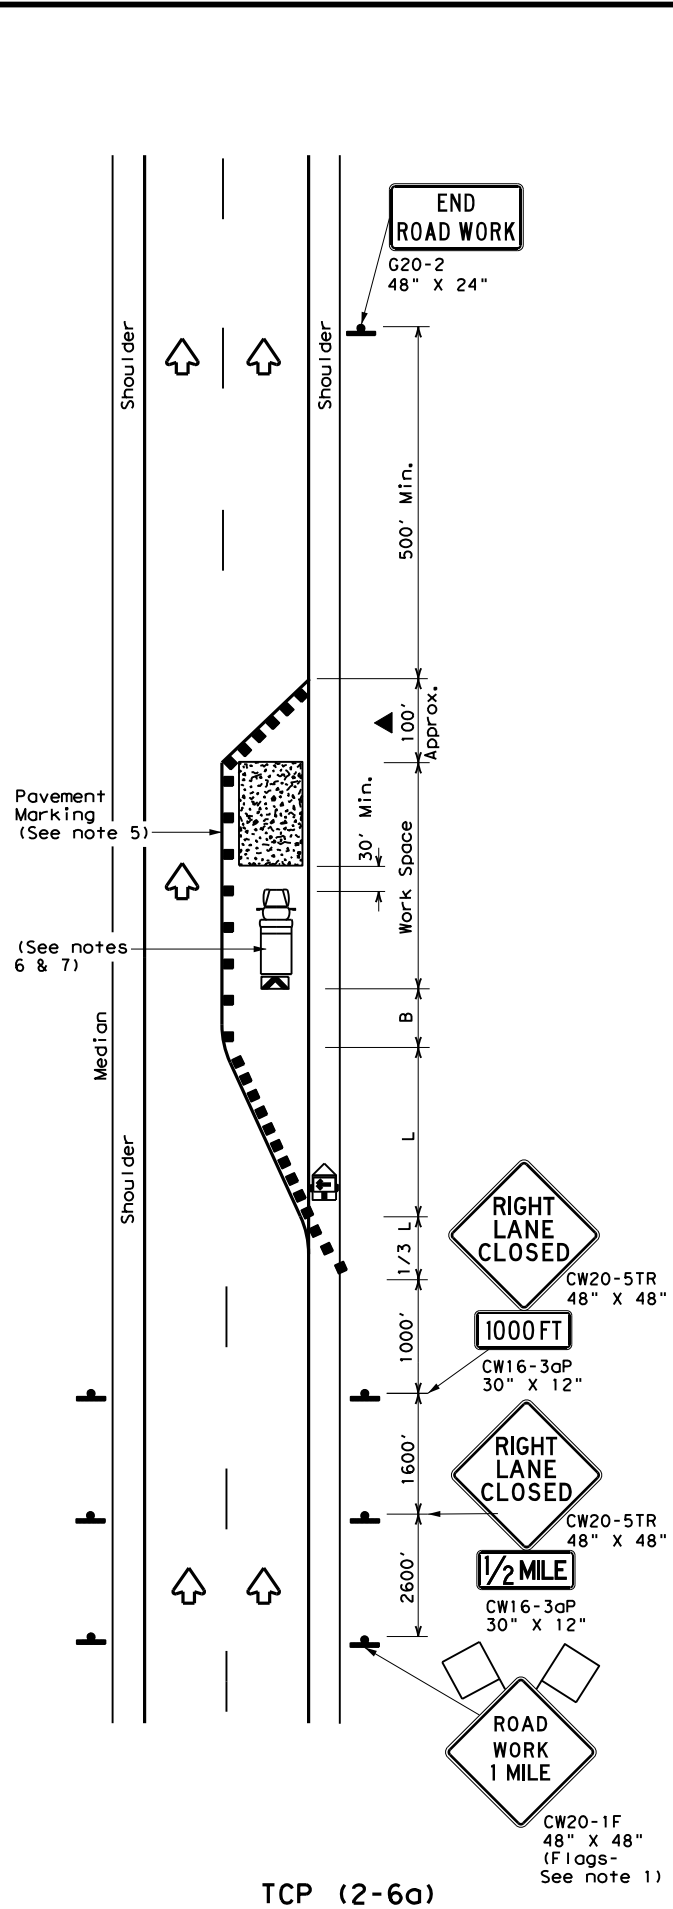 END
ROAD WORK
G20-2
48" X 24"
Shoulder
Shoulder
500' Min.
100'
Approx.
30' Min.
Pavement
Marking
(See note 5)
Work Space
(See notes
6 & 7)
B
Median
L
Shoulder
RIGHT
LANE
CLOSED
1/3 L
CW20-5TR
48" X 48"
1000 FT
1000'
CW16-3aP
30" X 12"
RIGHT
LANE
CLOSED
1600'
CW20-5TR
48" X 48"
1/2 MILE
2600'
CW16-3aP
30" X 12"
ROAD
WORK
1 MILE
CW20-1F
48" X 48"
(Flags-
See note 1)
TCP (2-6a)